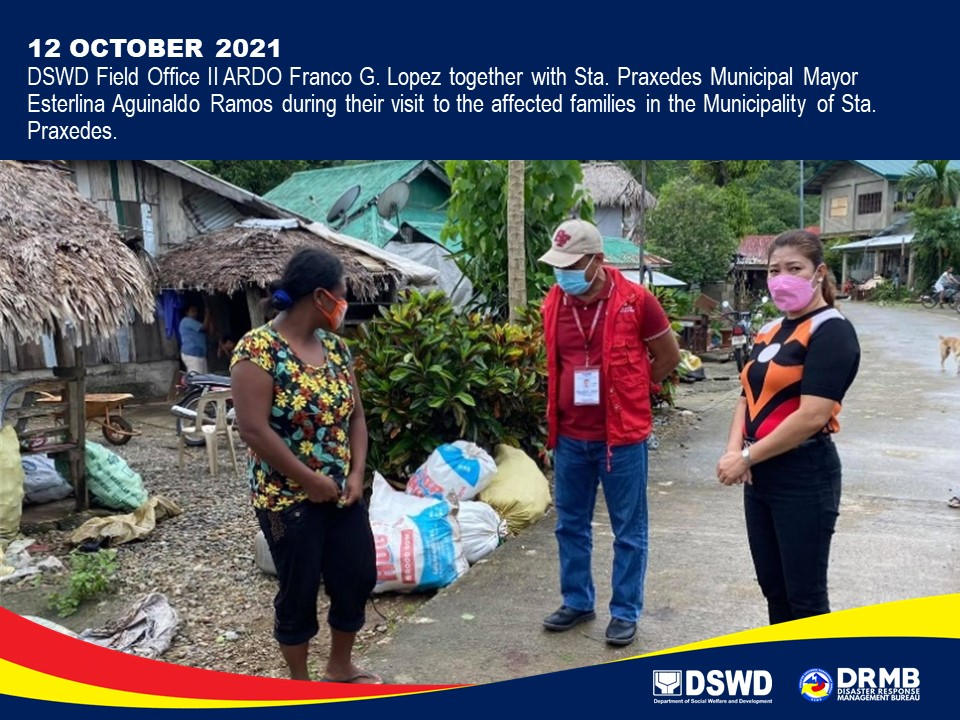 12 OCTOBER 2021
DSWD Field Office II ARDO Franco G. Lopez together with Sta. Praxedes Municipal Mayor
Esterlina Aguinaldo Ramos during their visit to the affected families in the Municipality of Sta.
Praxedes.
DSWD
Department of Social Welfare and Development
DRMB
DISASTER RESPONSE
MANAGEMENT BUREAU